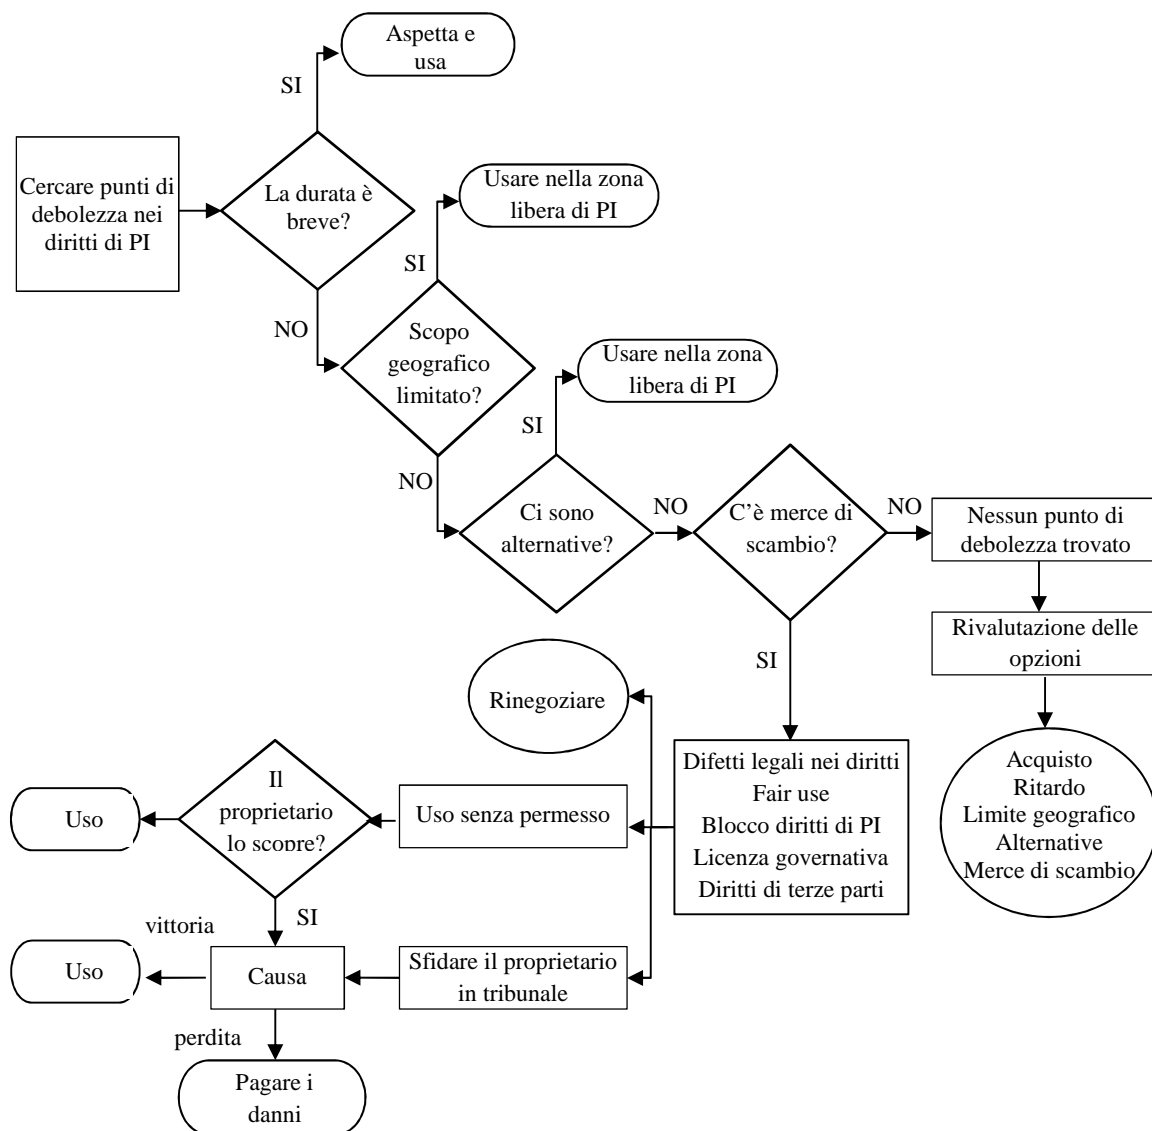 Aspetta e
usa
SI
Cercare punti di
debolezza nei
diritti di PI
La durata è
breve?
Usare nella zona
libera di PI
SI
NO
Scopo
geografico
limitato?
Usare nella zona
libera di PI
SI
NO
Ci sono
alternative?
NO
C'è merce di
scambio?
NO
Nessun punto di
debolezza trovato
Rivalutazione delle
opzioni
SI
Rinegoziare
Acquisto
Ritardo
Limite geografico
Alternative
Merce di scambio
Difetti legali nei diritti
Fair use
Blocco diritti di PI
Licenza governativa
Diritti di terze parti
Uso senza permesso
Il
proprietario
lo scopre?
Uso
SI
vittoria
Sfidare il proprietario
in tribunale
Causa
Uso
perdita
Pagare i
danni